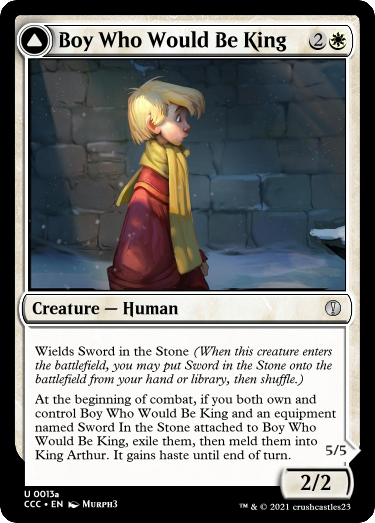 Boy Who Would Be King 2
Creature — Human
Wields Sword in the Stone (When this creature enters
the battlefield, you may put Sword in the Stone onto the
battlefield from your hand or library, then shuffle.)
At the beginning of combat, if you both own and
control Boy Who Would Be King and an equipment
named Sword In the Stone attached to Boy Who
Would Be King, exile them, then meld them into
King Arthur. It gains haste until end of turn.
5/5
2/2
U 0013a
CCC • EN Murph3
™ & © 2021 crushcastles23